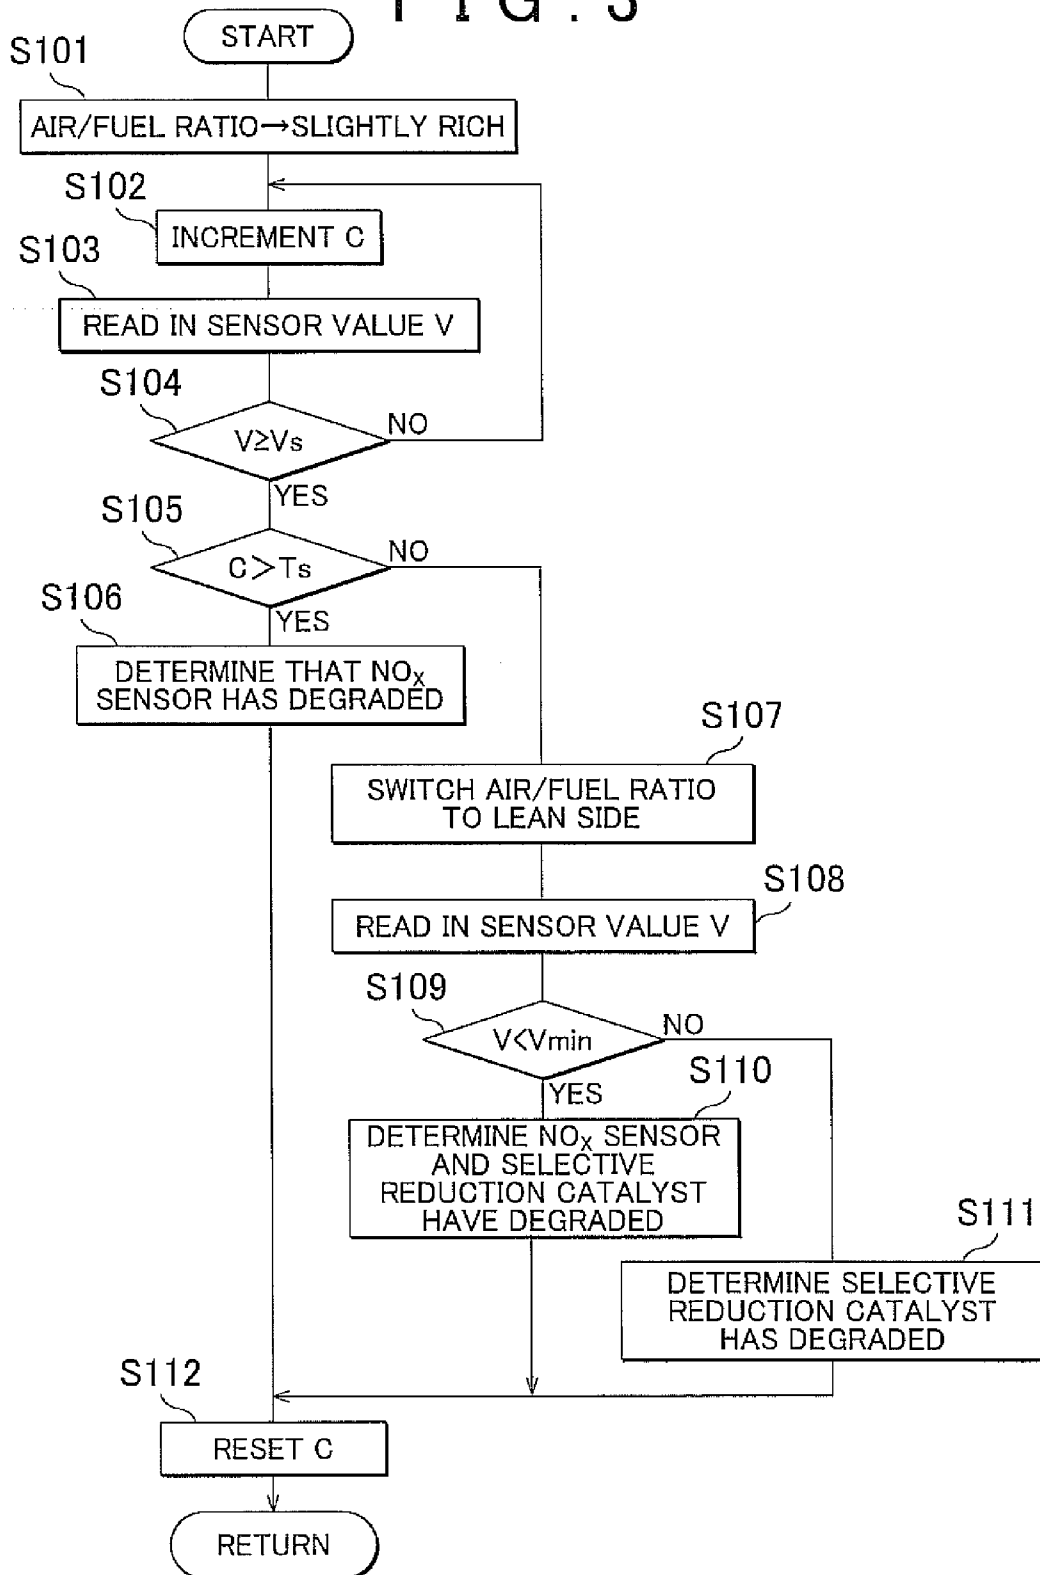 FIG.
START
S101
AIR/FUEL RATIO→SLIGHTLY RICH
S102
INCREMENT C
S103
READ IN SENSOR VALUE V
S104
V≥Vs
NO
YES
S105
C>Ts
NO
YES
S106
DETERMINE THAT NOX
SENSOR HAS DEGRADED
S107
SWITCH AIR/FUEL RATIO
TO LEAN SIDE
S108
READ IN SENSOR VALUE V
S109
V<Vmin
NO
YES
S110
DETERMINE NOX SENSOR
AND SELECTIVE
REDUCTION CATALYST
HAVE DEGRADED
S111
DETERMINE SELECTIVE
REDUCTION CATALYST
HAS DEGRADED
S112
RESET C
RETURN